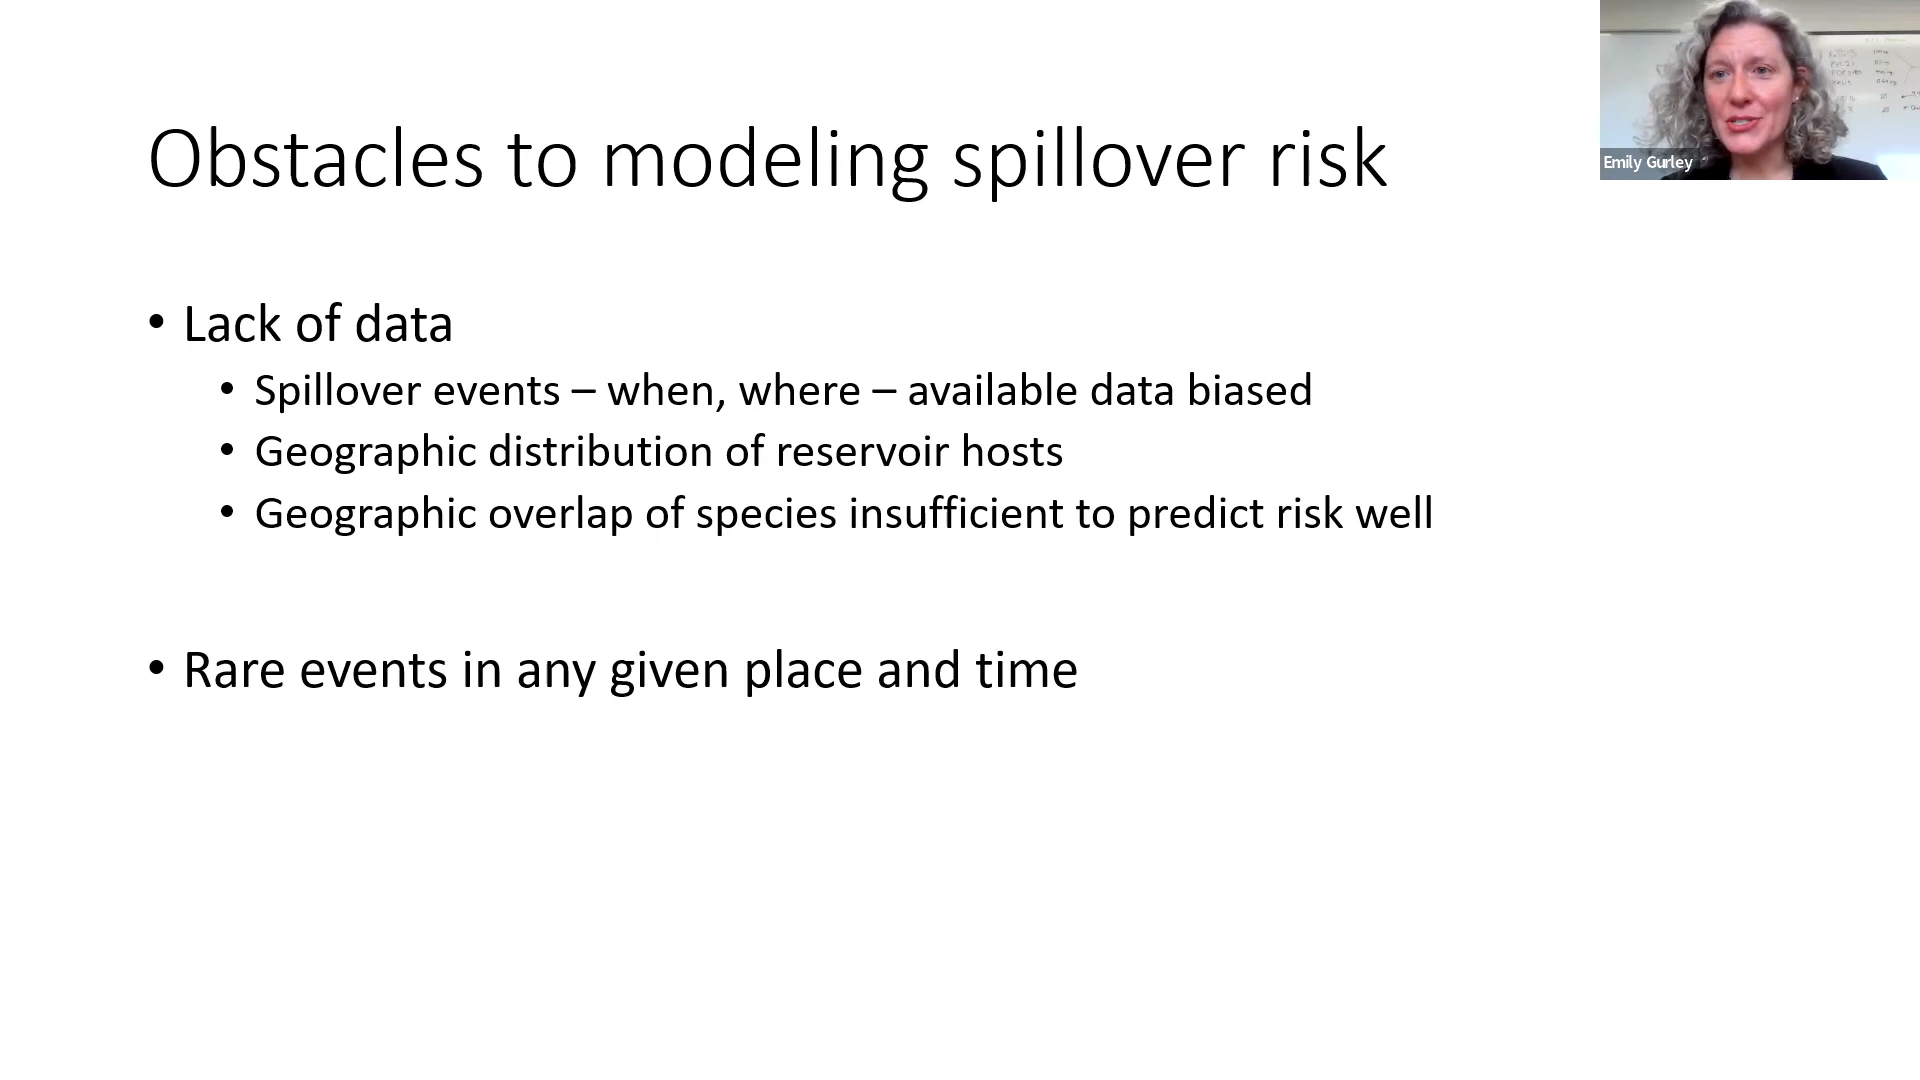 Obstacles to modeling spillover risk
Emily Gurley
• Lack of data
• Spillover events – when, where – available data biased
• Geographic distribution of reservoir hosts
• Geographic overlap of species insufficient to predict risk well
• Rare events in any given place and time